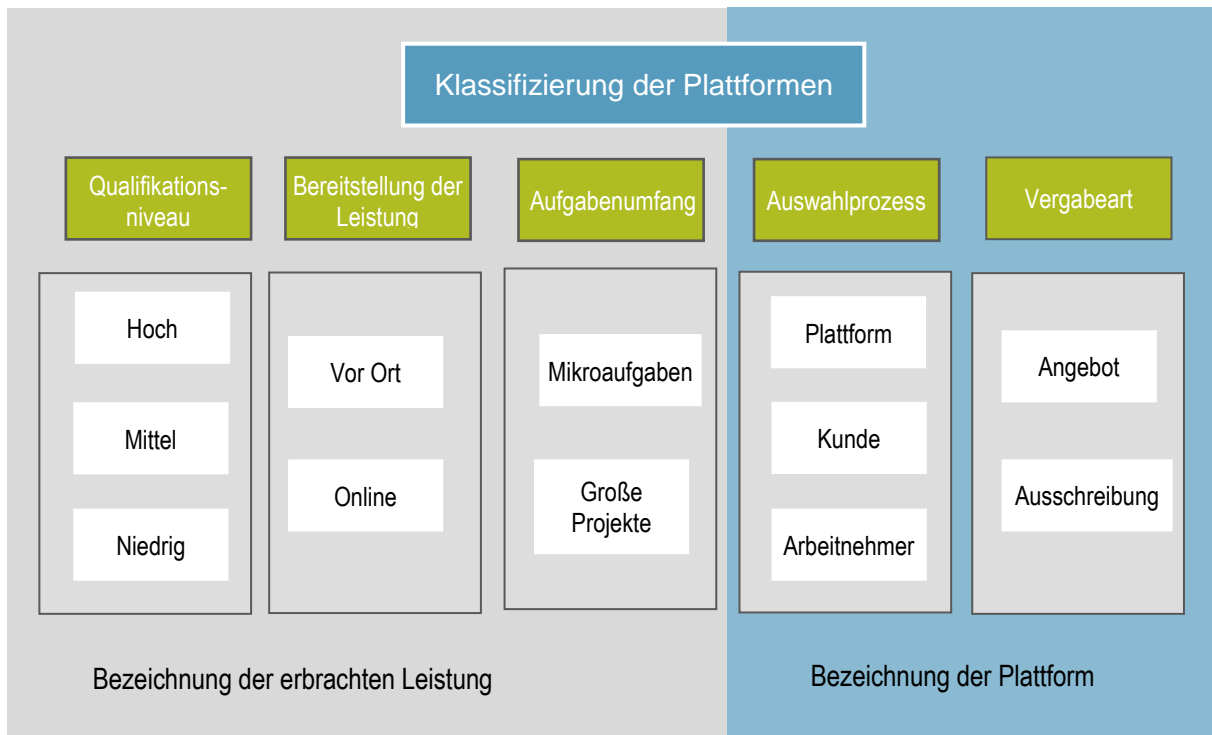 Klassifizierung der Plattformen
Qualifikations-
niveau
Bereitstellung der
Leistung
Aufgabenumfang
Auswahlprozess
Vergabeart
Hoch
Mittel
Niedrig
Vor Ort
Online
Mikroaufgaben
Große
Projekte
Plattform
Kunde
Arbeitnehmer
Angebot
Ausschreibung
Bezeichnung der erbrachten Leistung
Bezeichnung der Plattform